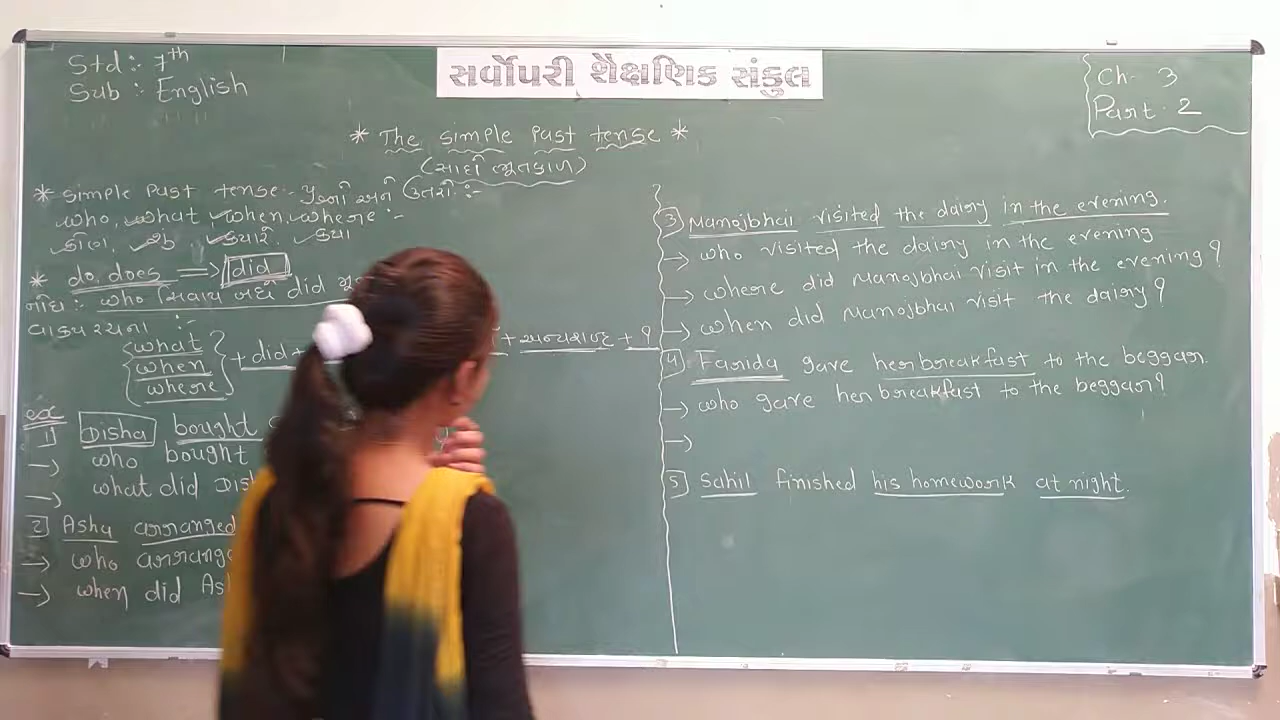 Std :- 7th
Sub :- English
સર્વોપરી શૈક્ષણિક સંકુલ
Ch- 3
Part- 2
* The simple Past tense *
(સાદો ભૂતકાળ)
* simple Past tense :-
who, what, when, where :-
કોણ, શું ક્યારે, ક્યાં
* do, does => did
નોંધ :- who સિવાય બધે did
વાક્ય રચના :-
what
when
where
+ did +
+ અન્યશબ્દ + ?
ex
1] Disha bought
→ who bought
→ what did Dis
2] Asha arranged
→ who arrang
→ when did As
3] Manojbhai visited the dairy in the evening.
→ who visited the dairy in the evening
→ where did Manojbhai visit in the evening?
→ when did Manojbhai visit the dairy?
4] Farida gave her breakfast to the beggar.
→ who gave her breakfast to the beggar?
→
5] Sahil finished his homework at night.